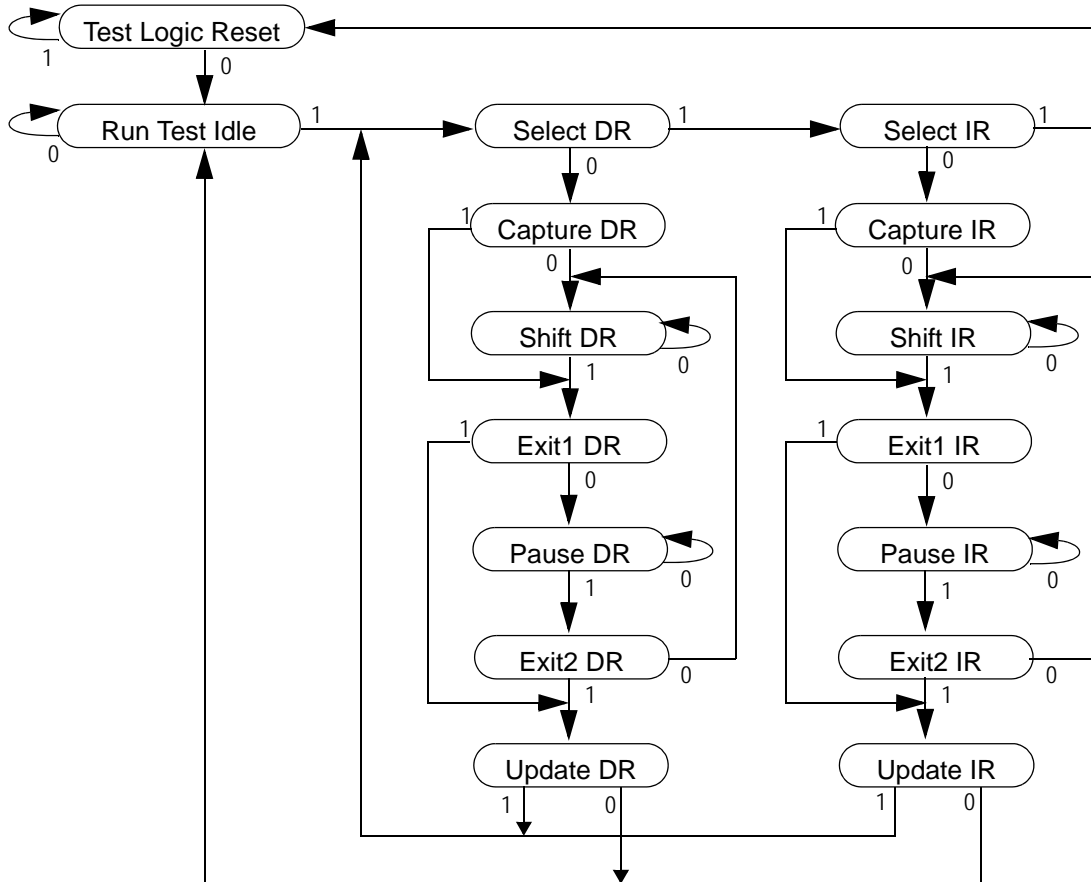 Test Logic Reset
1
0
Run Test Idle
1
Select DR
1
Select IR
1
0
0
0
1
Capture DR
1
Capture IR
0
0
Shift DR
Shift IR
0
0
1
1
1
Exit1 DR
1
Exit1 IR
0
0
Pause DR
Pause IR
0
0
1
1
Exit2 DR
Exit2 IR
0
0
1
1
Update DR
Update IR
1
0
1
0